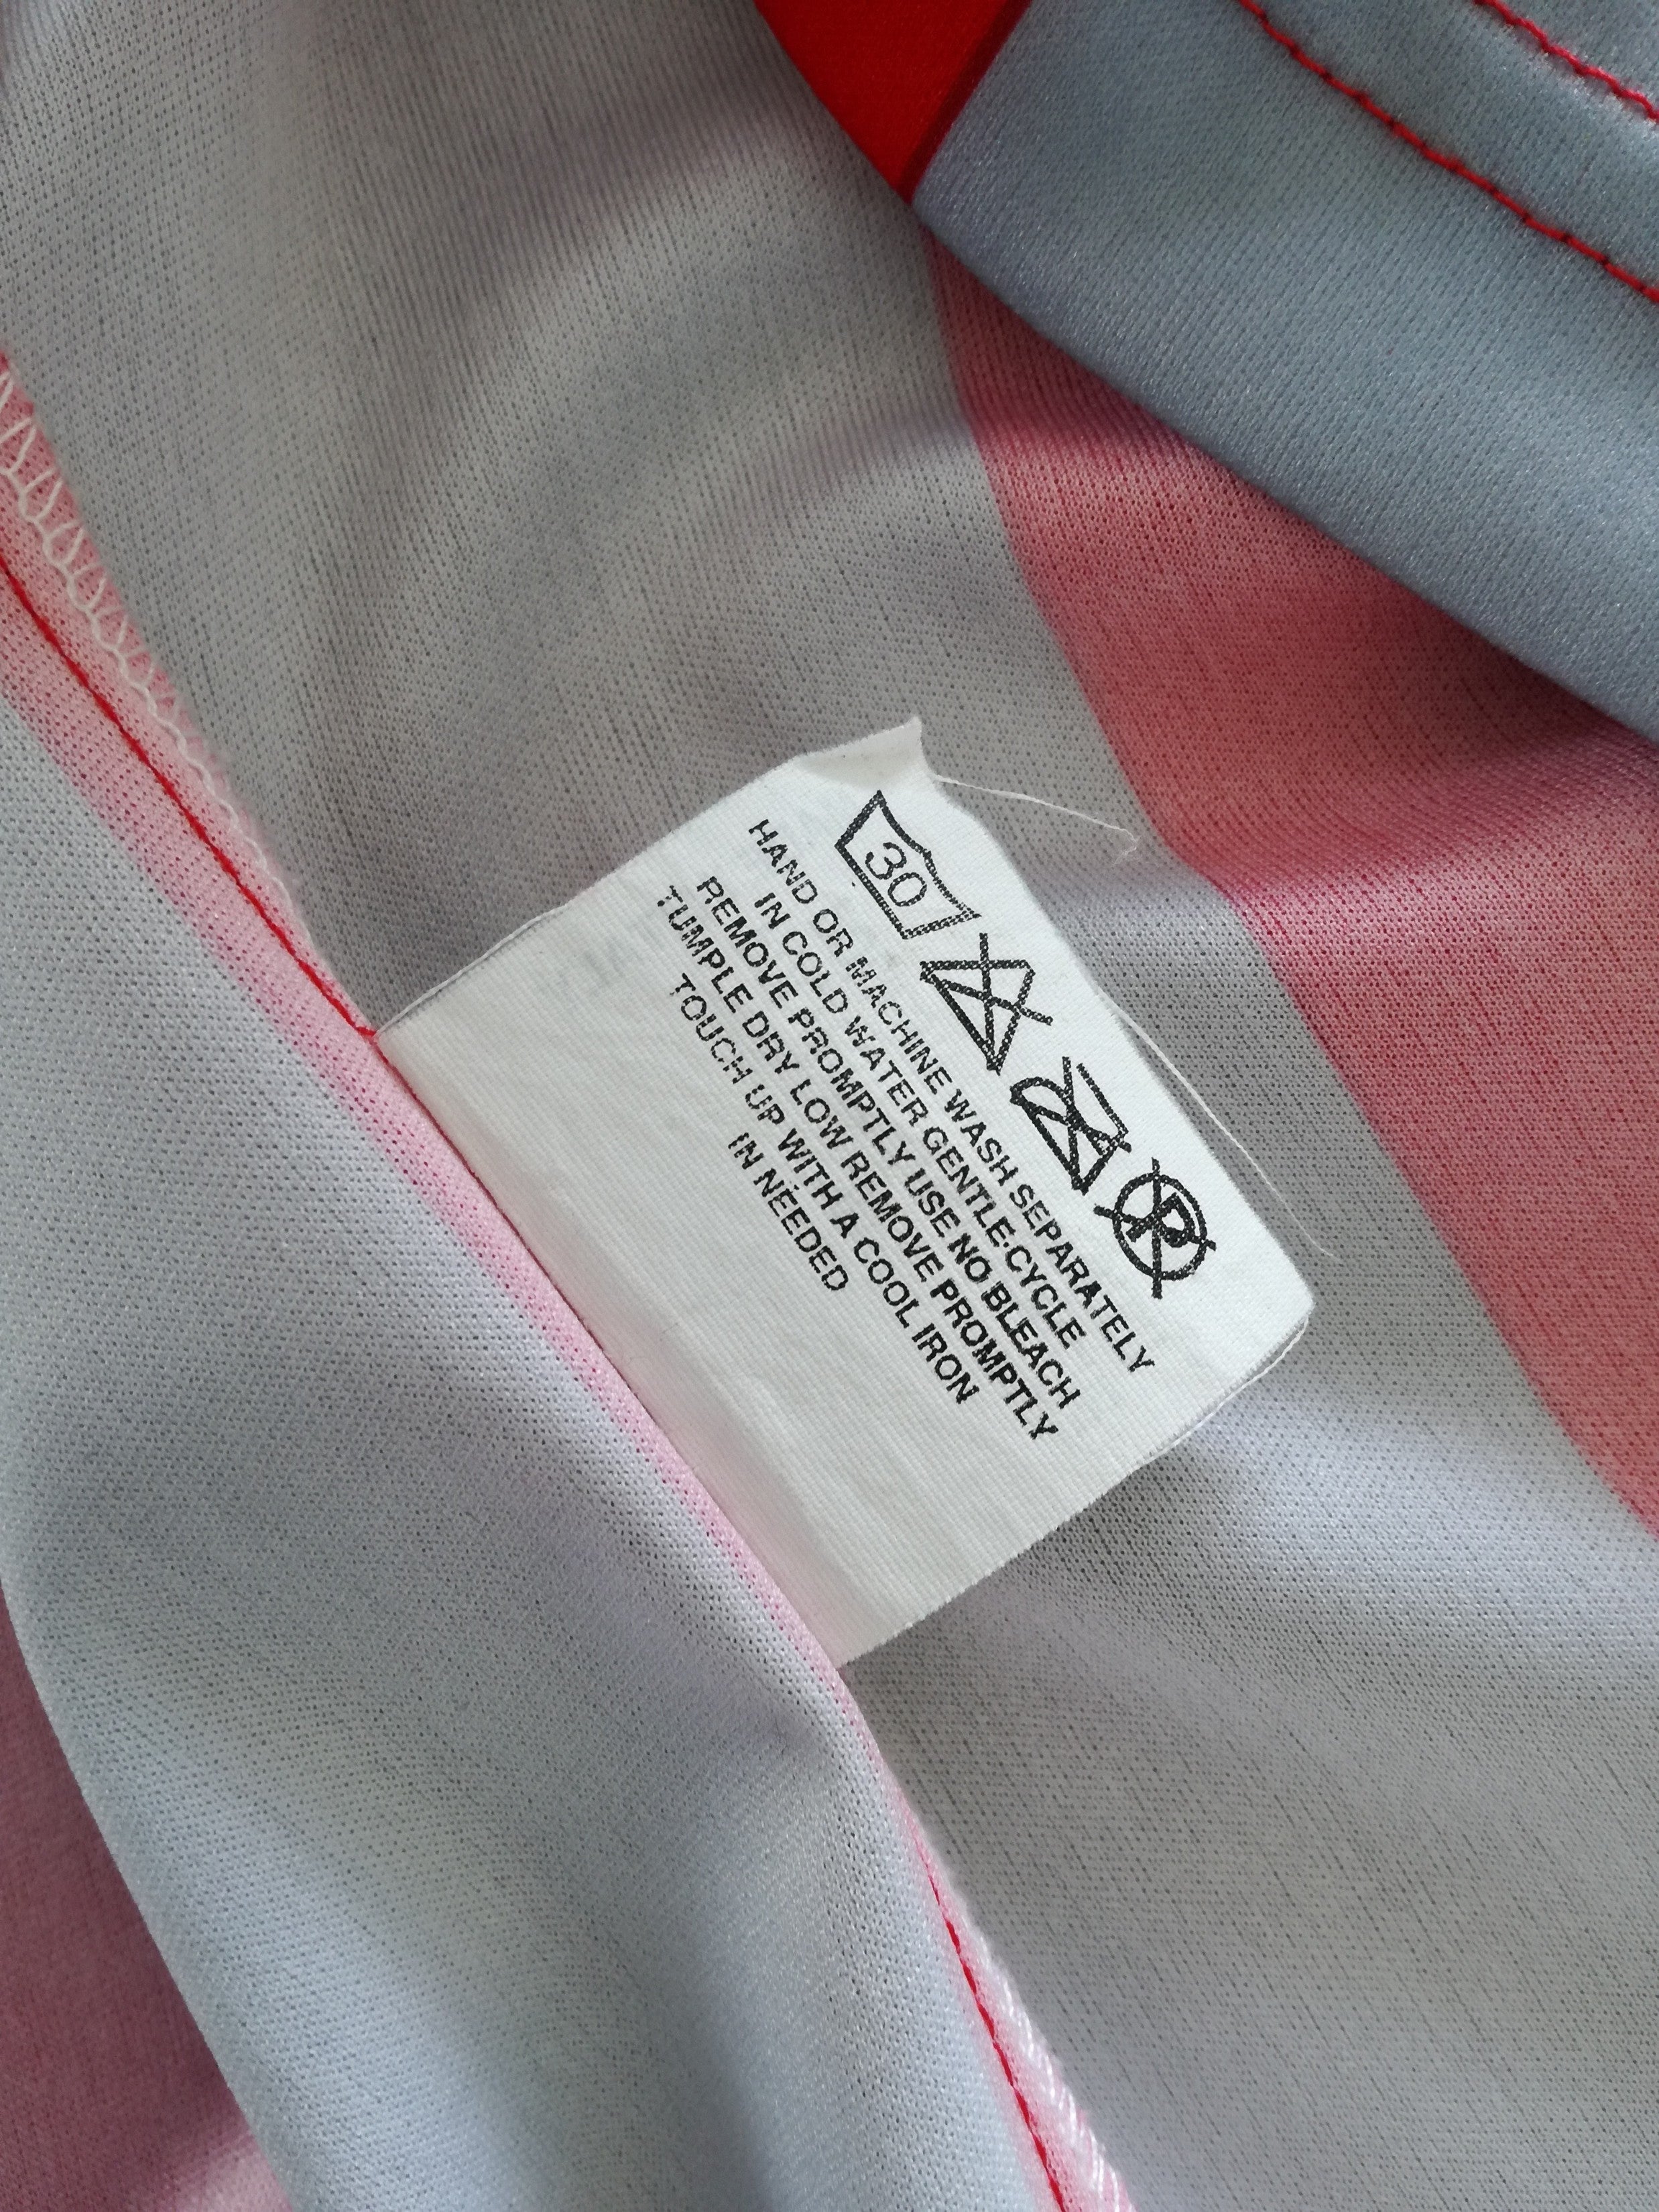 30 P
HAND OR MACHINE WASH SEPARATELY
IN COLD WATER GENTLE·CYCLE
REMOVE PROMPTLY USE NO BLEACH
TUMPLE DRY LOW REMOVE PROMPTLY
TOUCH UP WITH A COOL IRON
IN NEEDED